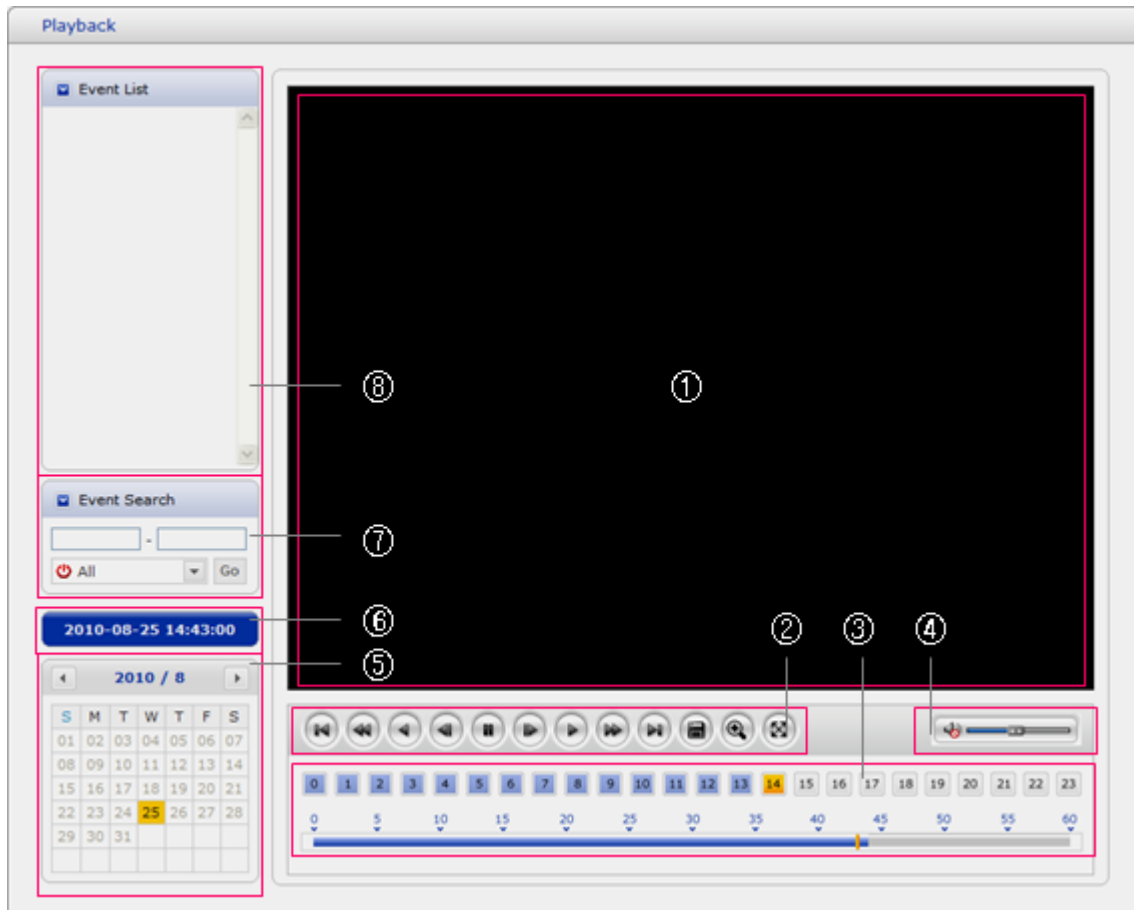 Playback
Event List
⑧
①
Event Search
-
⑦
All
Go
2010-08-25 14:43:00
⑥
②
③
④
⑤
2010 / 8
S M T W T F S
01 02 03 04 05 06 07
08 09 10 11 12 13 14
15 16 17 18 19 20 21
22 23 24 25 26 27 28
29 30 31
0 1 2 3 4 5 6 7 8 9 10 11 12 13 14 15 16 17 18 19 20 21 22 23
0 5 10 15 20 25 30 35 40 45 50 55 60